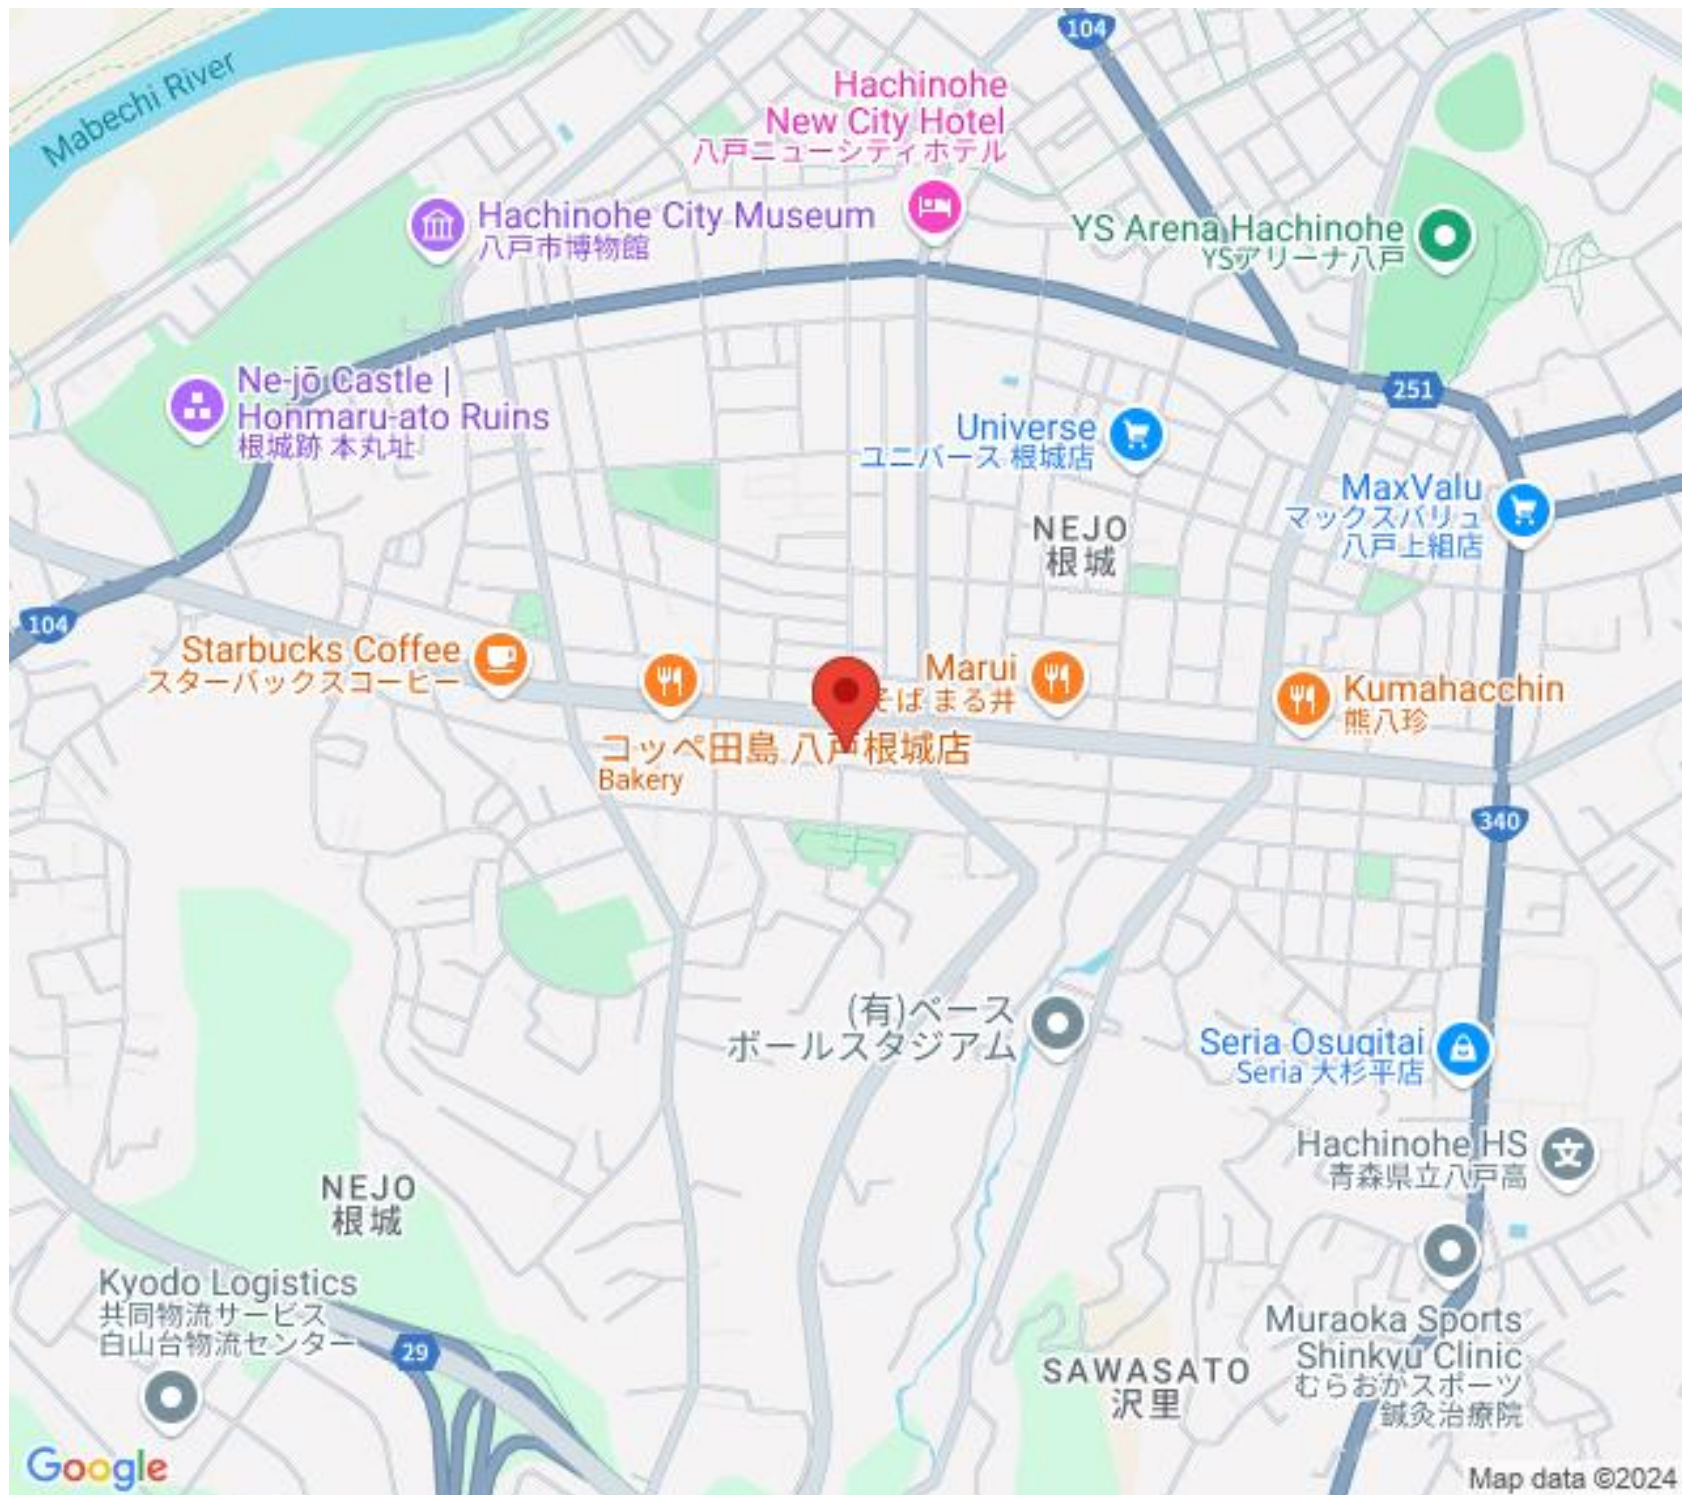 104
Mabechi River
Hachinohe
New City Hotel
八戸ニューシティホテル
Hachinohe City Museum
八戸市博物館
YS Arena Hachinohe
YSアリーナ八戸
Ne-jō Castle |
Honmaru-ato Ruins
根城跡 本丸址
251
Universe
ユニバース 根城店
MaxValu
マックスバリュ
八戸上組店
NEJO
根城
104
Starbucks Coffee
スターバックスコーヒー
Marui
そば まる井
Kumahacchin
熊八珍
コッペ田島 八戸根城店
Bakery
340
(有)ベース
ボールスタジアム
Seria Osugitai
Seria 大杉平店
Hachinohe HS
青森県立八戸高
NEJO
根城
Kyodo Logistics
共同物流サービス
白山台物流センター
29
Muraoka Sports
Shinkyu Clinic
むらおかスポーツ
鍼灸治療院
SAWASATO
沢里
Google
Map data ©2024